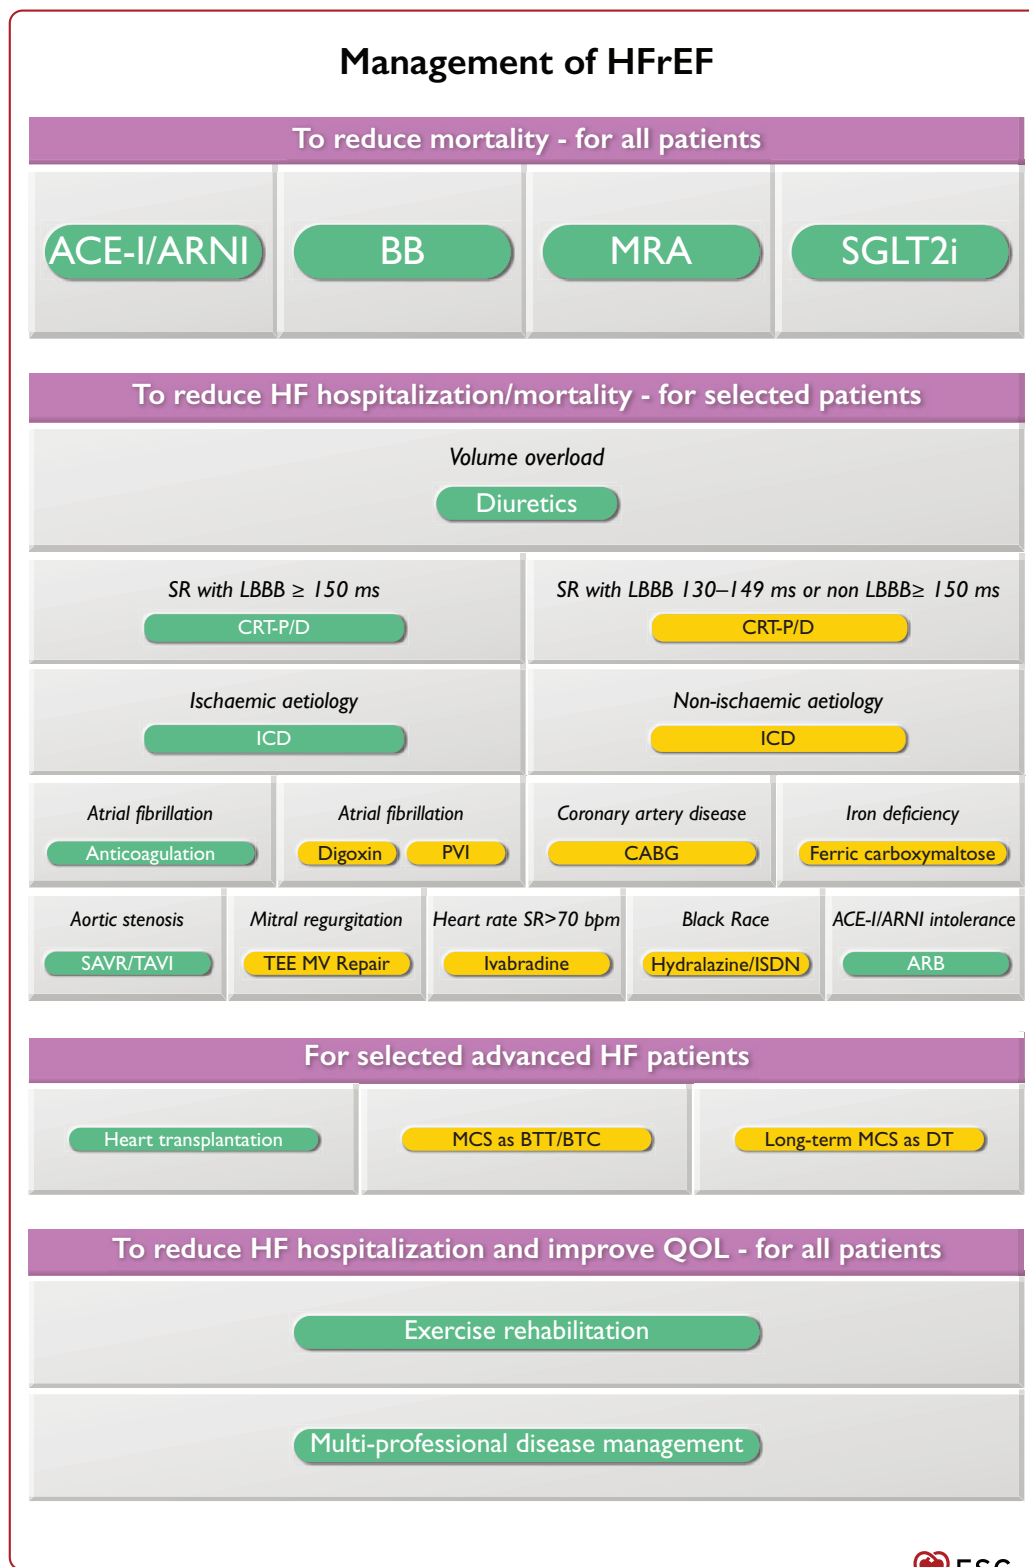 Management of HFrEF
To reduce mortality - for all patients
ACE-I/ARNI
BB
MRA
SGLT2i
To reduce HF hospitalization/mortality - for selected patients
Volume overload
Diuretics
SR with LBBB ≥ 150 ms
CRT-P/D
SR with LBBB 130–149 ms or non LBBB≥ 150 ms
CRT-P/D
Ischaemic aetiology
ICD
Non-ischaemic aetiology
ICD
Atrial fibrillation
Anticoagulation
Atrial fibrillation
Digoxin PVI
Coronary artery disease
CABG
Iron deficiency
Ferric carboxymaltose
Aortic stenosis
SAVR/TAVI
Mitral regurgitation
TEE MV Repair
Heart rate SR>70 bpm
Ivabradine
Black Race
Hydralazine/ISDN
ACE-I/ARNI intolerance
ARB
For selected advanced HF patients
Heart transplantation
MCS as BTT/BTC
Long-term MCS as DT
To reduce HF hospitalization and improve QOL - for all patients
Exercise rehabilitation
Multi-professional disease management
ESC